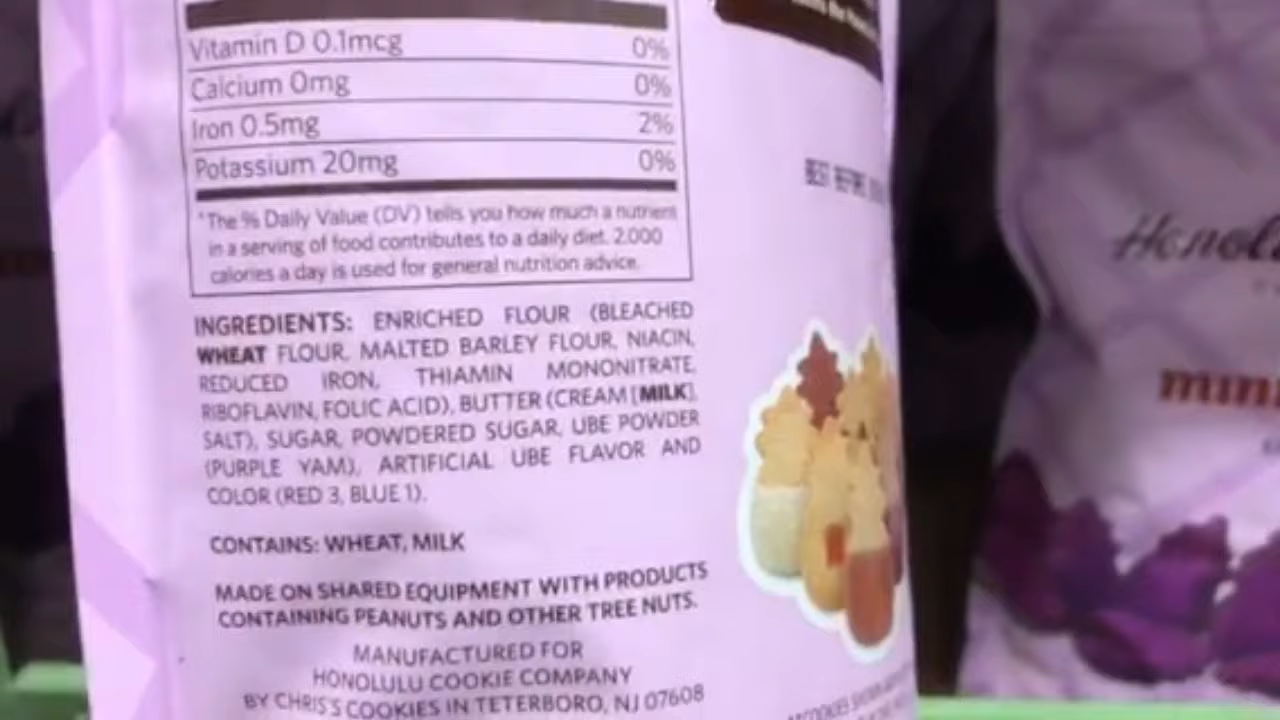 Vitamin D 0.1mcg 0%
Calcium 0mg 0%
Iron 0.5mg 2%
Potassium 20mg 0%
*The % Daily Value (DV) tells you how much a nutrient
in a serving of food contributes to a daily diet. 2,000
calories a day is used for general nutrition advice.
INGREDIENTS: ENRICHED FLOUR (BLEACHED
WHEAT FLOUR, MALTED BARLEY FLOUR, NIACIN,
REDUCED IRON, THIAMIN MONONITRATE,
RIBOFLAVIN, FOLIC ACID), BUTTER (CREAM [MILK],
SALT), SUGAR, POWDERED SUGAR, UBE POWDER
(PURPLE YAM), ARTIFICIAL UBE FLAVOR AND
COLOR (RED 3, BLUE 1).
CONTAINS: WHEAT, MILK
MADE ON SHARED EQUIPMENT WITH PRODUCTS
CONTAINING PEANUTS AND OTHER TREE NUTS.
MANUFACTURED FOR
HONOLULU COOKIE COMPANY
BY CHRIS'S COOKIES IN TETERBORO, NJ 07608
BEST BEFORE
Honolu
mini